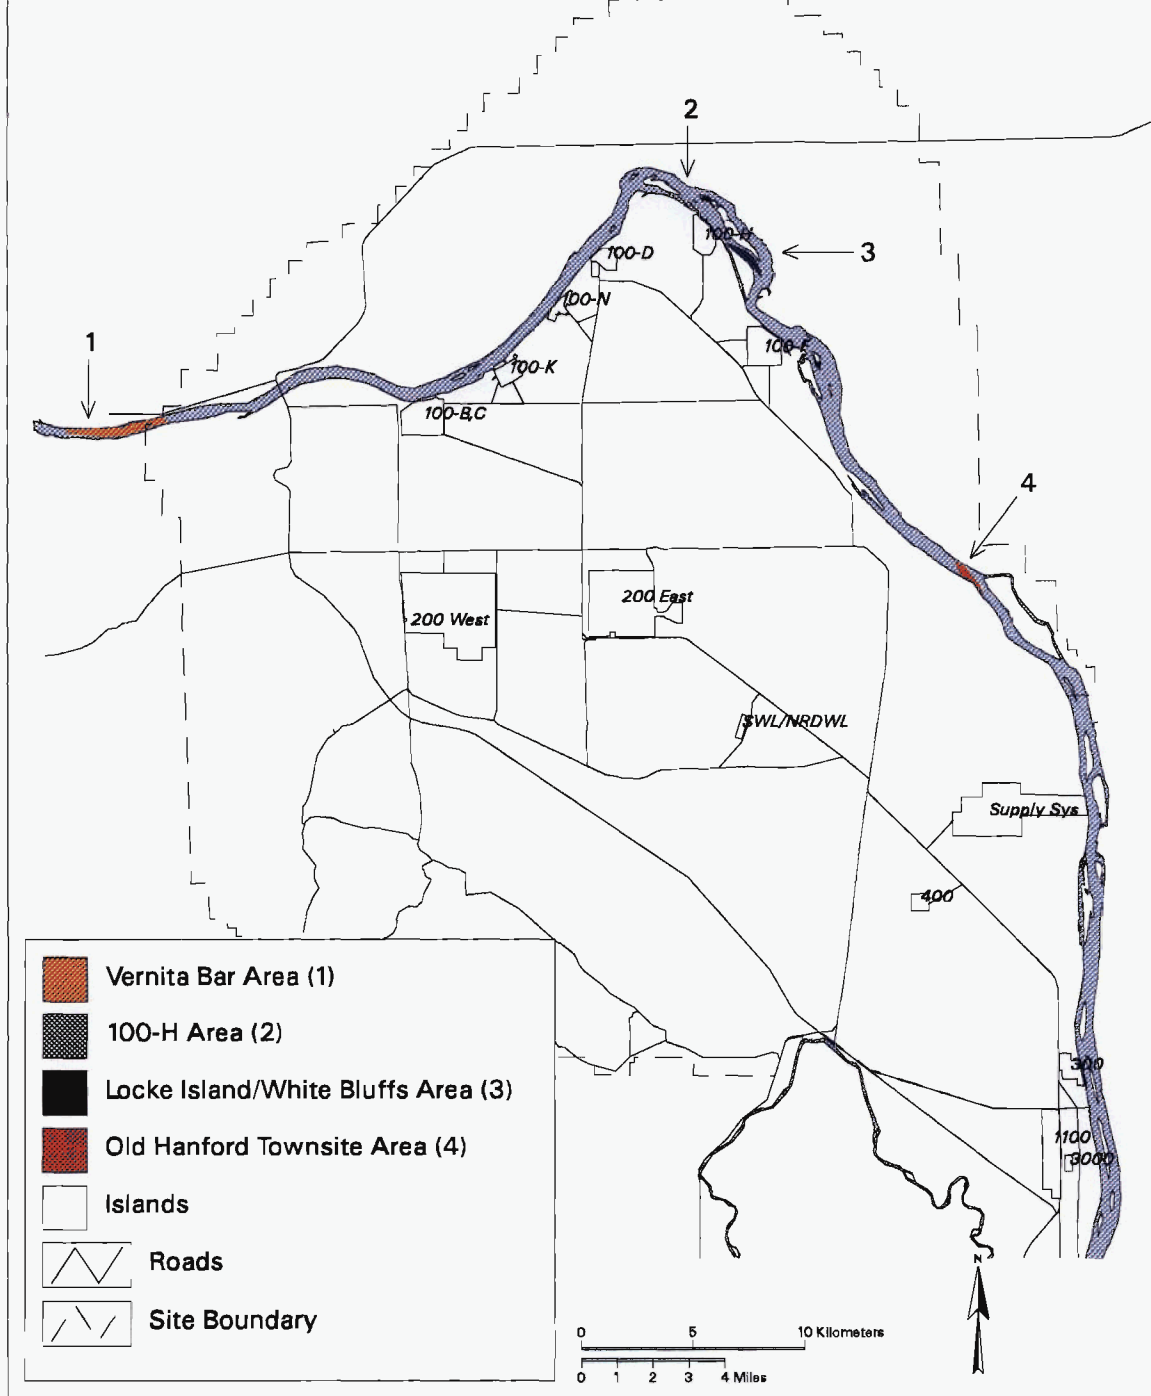 2
3
100-H
100-D
100-N
1
100-F
100-K
100-B,C
4
200 East
200 West
SWL/NRDWL
Supply Sys
400
Vernita Bar Area (1)
100-H Area (2)
Locke Island/White Bluffs Area (3)
Old Hanford Townsite Area (4)
Islands
Roads
Site Boundary
300
1100
3000
N
0 5 10 Kilometers
0 1 2 3 4 Miles